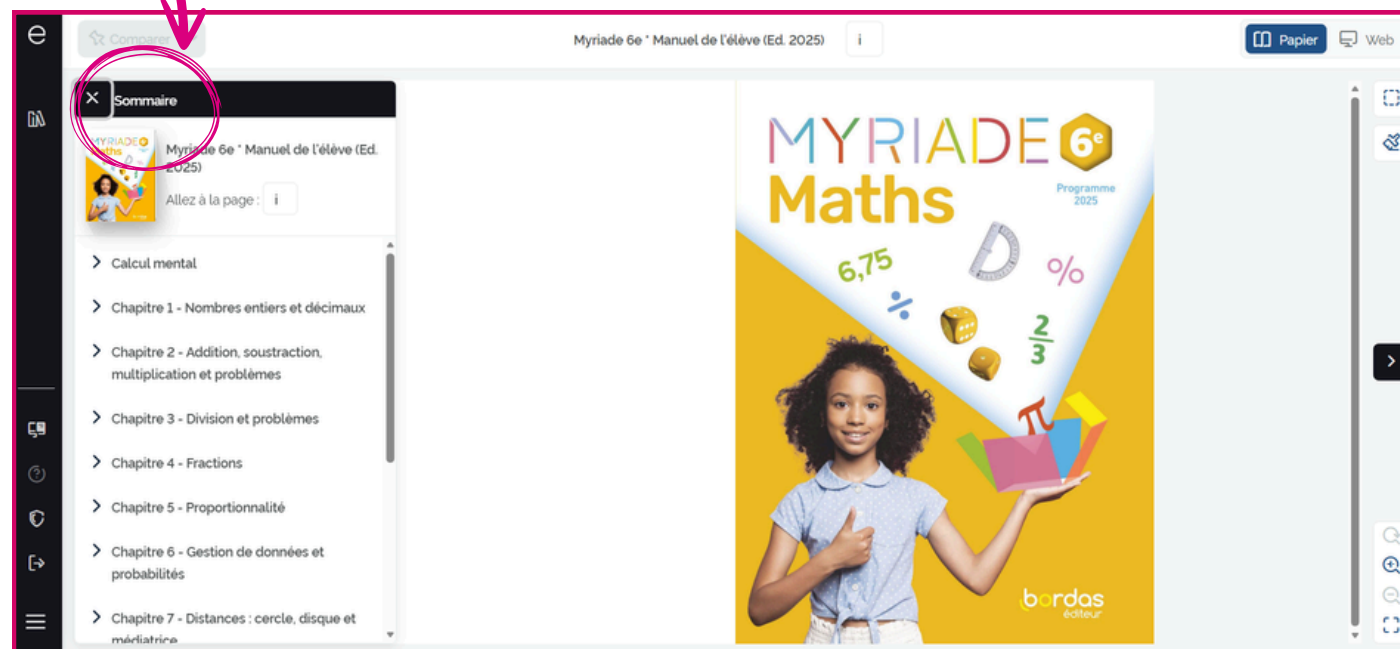 e
Comparer
Myriade 6e * Manuel de l'élève (Ed. 2025)
i
Papier
Web
Sommaire
Myriade 6e * Manuel de l'élève (Ed.
2025)
Allez à la page :
i
Calcul mental
Chapitre 1 - Nombres entiers et décimaux
Chapitre 2 - Addition, soustraction,
multiplication et problèmes
Chapitre 3 - Division et problèmes
Chapitre 4 - Fractions
Chapitre 5 - Proportionnalité
Chapitre 6 - Gestion de données et
probabilités
Chapitre 7 - Distances : cercle, disque et
médiatrice
MYRIADE 6e
Maths
Programme
2025
6,75
%
÷
2
3
π
bordas
éditeur